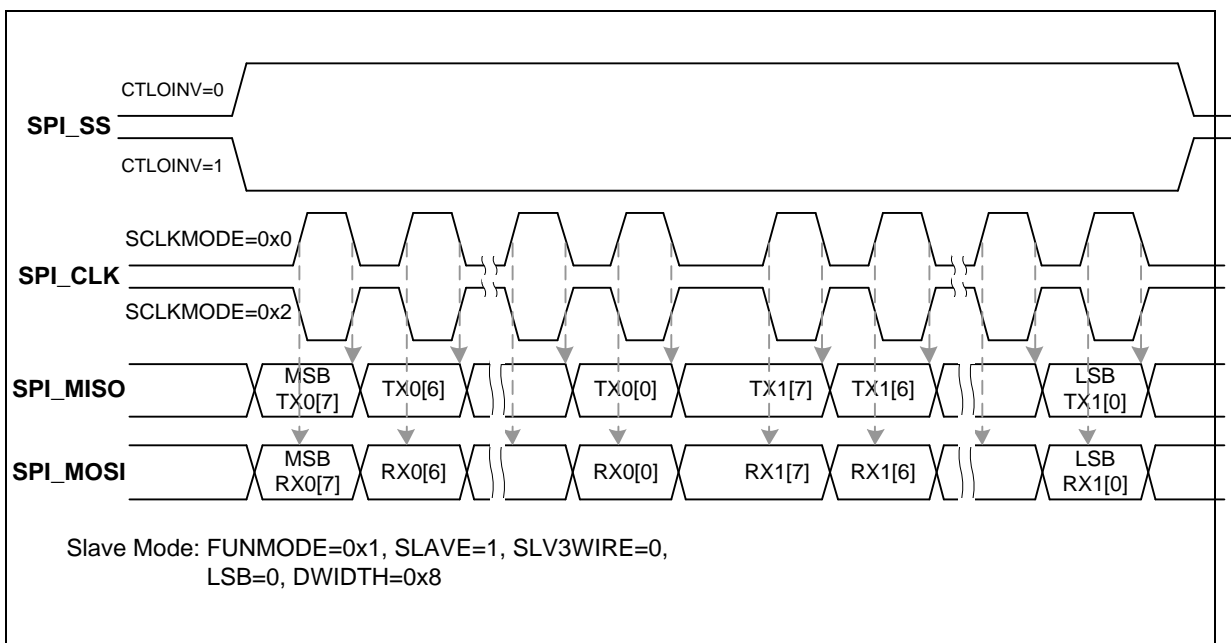 CTLOINV=0
SPI_SS
CTLOINV=1
SCLKMODE=0x0
SPI_CLK
SCLKMODE=0x2
SPI_MISO
MSB
TX0[7]
TX0[6]
TX0[0]
TX1[7]
TX1[6]
LSB
TX1[0]
SPI_MOSI
MSB
RX0[7]
RX0[6]
RX0[0]
RX1[7]
RX1[6]
LSB
RX1[0]
Slave Mode: FUNMODE=0x1, SLAVE=1, SLV3WIRE=0,
LSB=0, DWIDTH=0x8